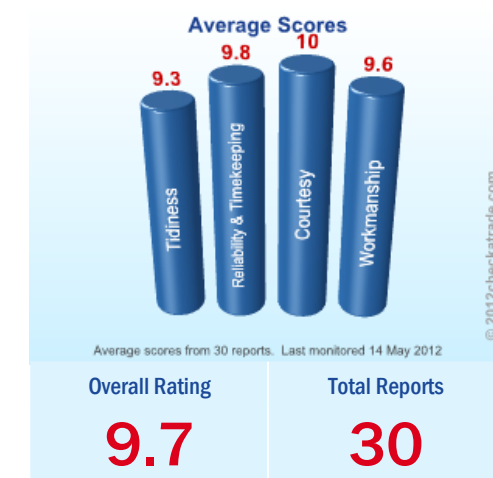 Average Scores
9.3
9.8
10
9.6
Tidiness
Reliability & Timekeeping
Courtesy
Workmanship
© 2012checkatrade.com
Average scores from 30 reports. Last monitored 14 May 2012
Overall Rating
Total Reports
9.7
30